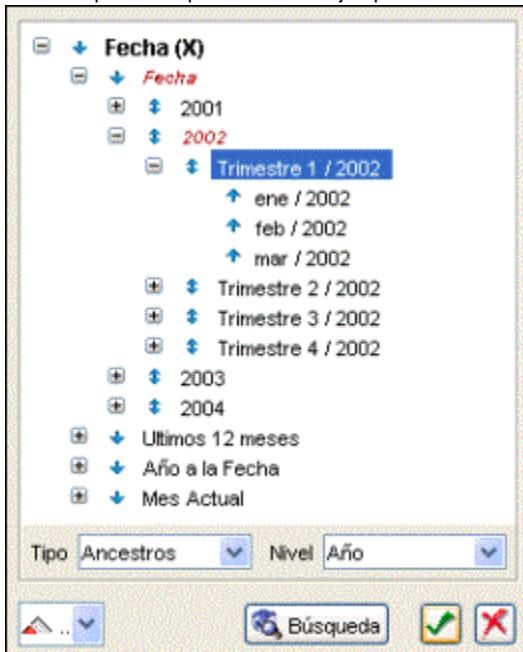 Fecha (X)
Fecha
2001
2002
Trimestre 1 / 2002
ene / 2002
feb / 2002
mar / 2002
Trimestre 2 / 2002
Trimestre 3 / 2002
Trimestre 4 / 2002
2003
2004
Ultimos 12 meses
Año a la Fecha
Mes Actual
Tipo Ancestros Nivel Año
.. Búsqueda